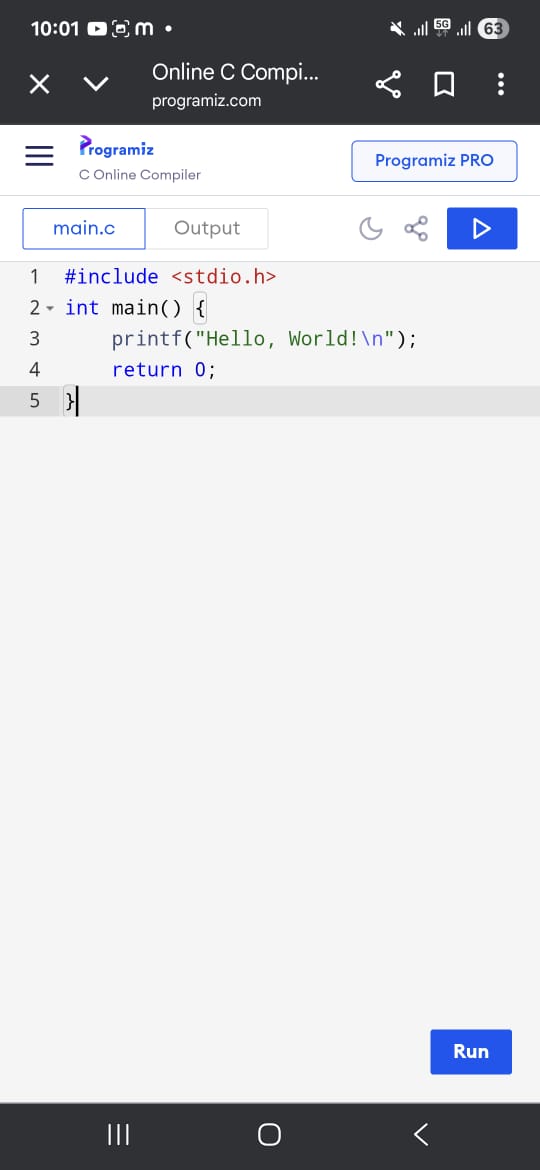 10:01
5G
63
Online C Compi...
programiz.com
Programiz
C Online Compiler
Programiz PRO
main.c
Output
1 #include <stdio.h>
2 int main() {
3     printf("Hello, World!\n");
4     return 0;
5 }
Run